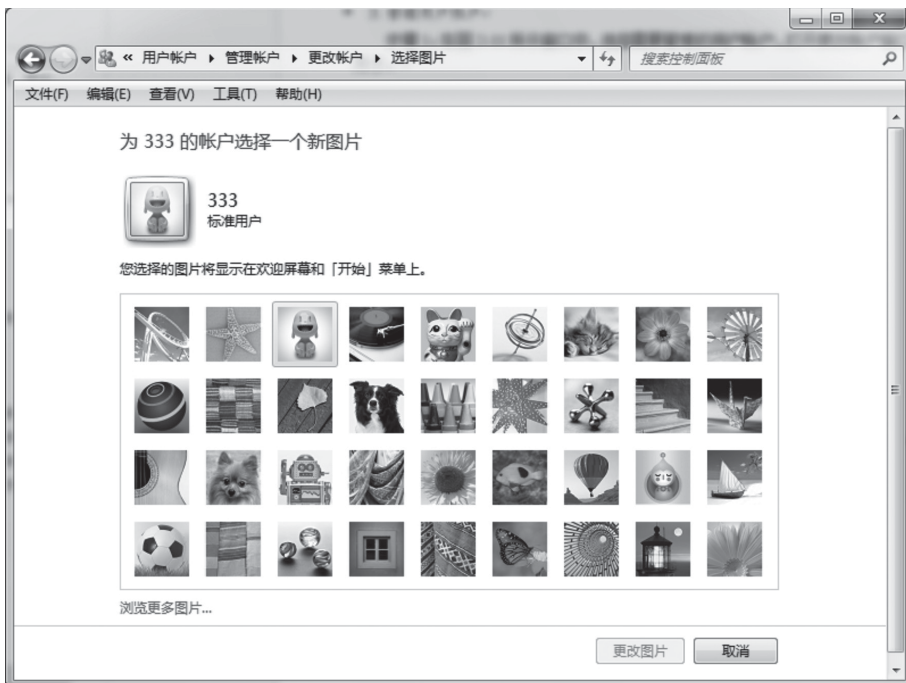 « 用户帐户 ▸ 管理帐户 ▸ 更改帐户 ▸ 选择图片
搜索控制面板
文件(F) 编辑(E) 查看(V) 工具(T) 帮助(H)
为 333 的帐户选择一个新图片
333
标准用户
您选择的图片将显示在欢迎屏幕和「开始」菜单上。
浏览更多图片...
更改图片 取消